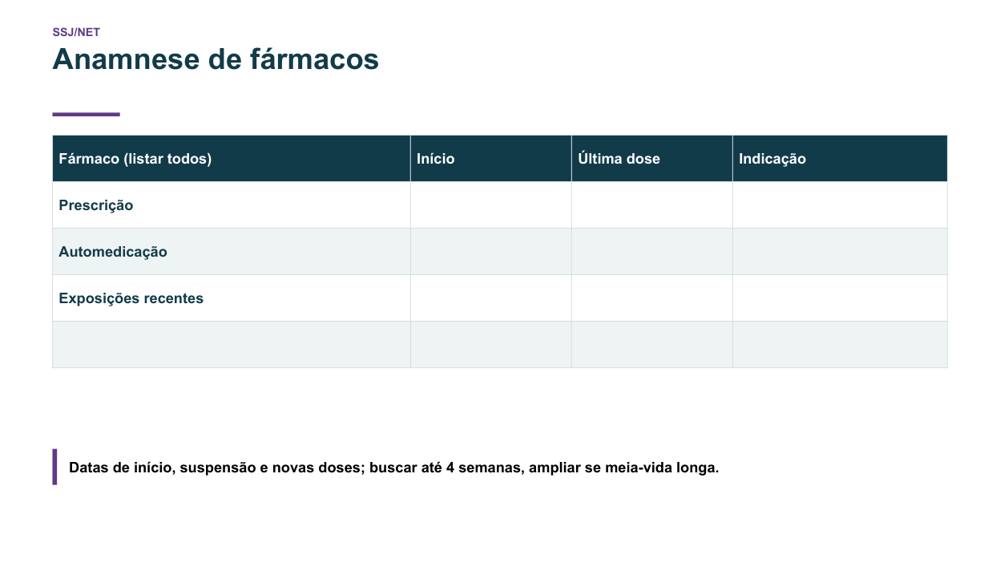 SSJ/NET
Anamnese de fármacos
Fármaco (listar todos) Início Última dose Indicação
Prescrição
Automedicação
Exposições recentes
Datas de início, suspensão e novas doses; buscar até 4 semanas, ampliar se meia-vida longa.